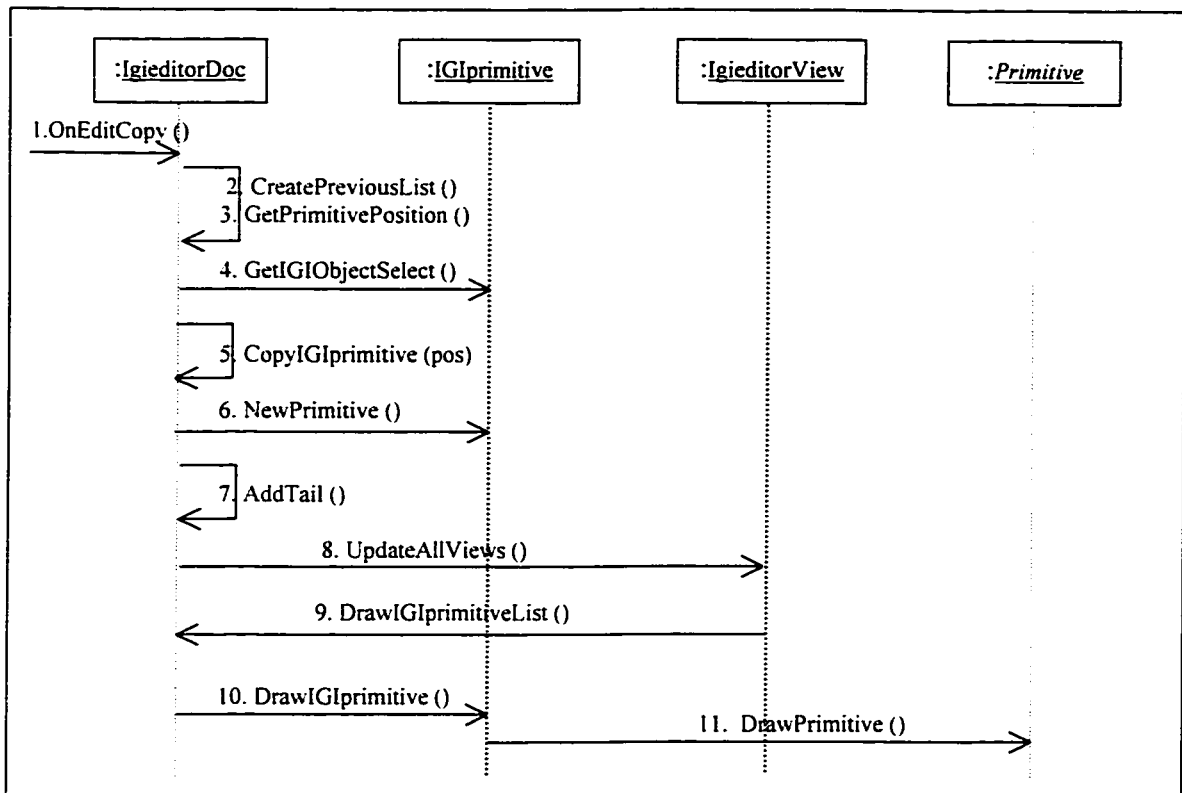 :IgieditorDoc
:IGIprimitive
:IgieditorView
:Primitive
1.OnEditCopy ()
2. CreatePreviousList ()
3. GetPrimitivePosition ()
4. GetIGIObjectSelect ()
5. CopyIGIprimitive (pos)
6. NewPrimitive ()
7. AddTail ()
8. UpdateAllViews ()
9. DrawIGIprimitiveList ()
10. DrawIGIprimitive ()
11. DrawPrimitive ()